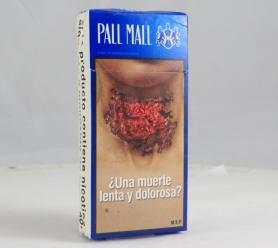 PALL MALL
¿Una muerte
lenta y dolorosa?
M.S.P.
producto contiene nicotina